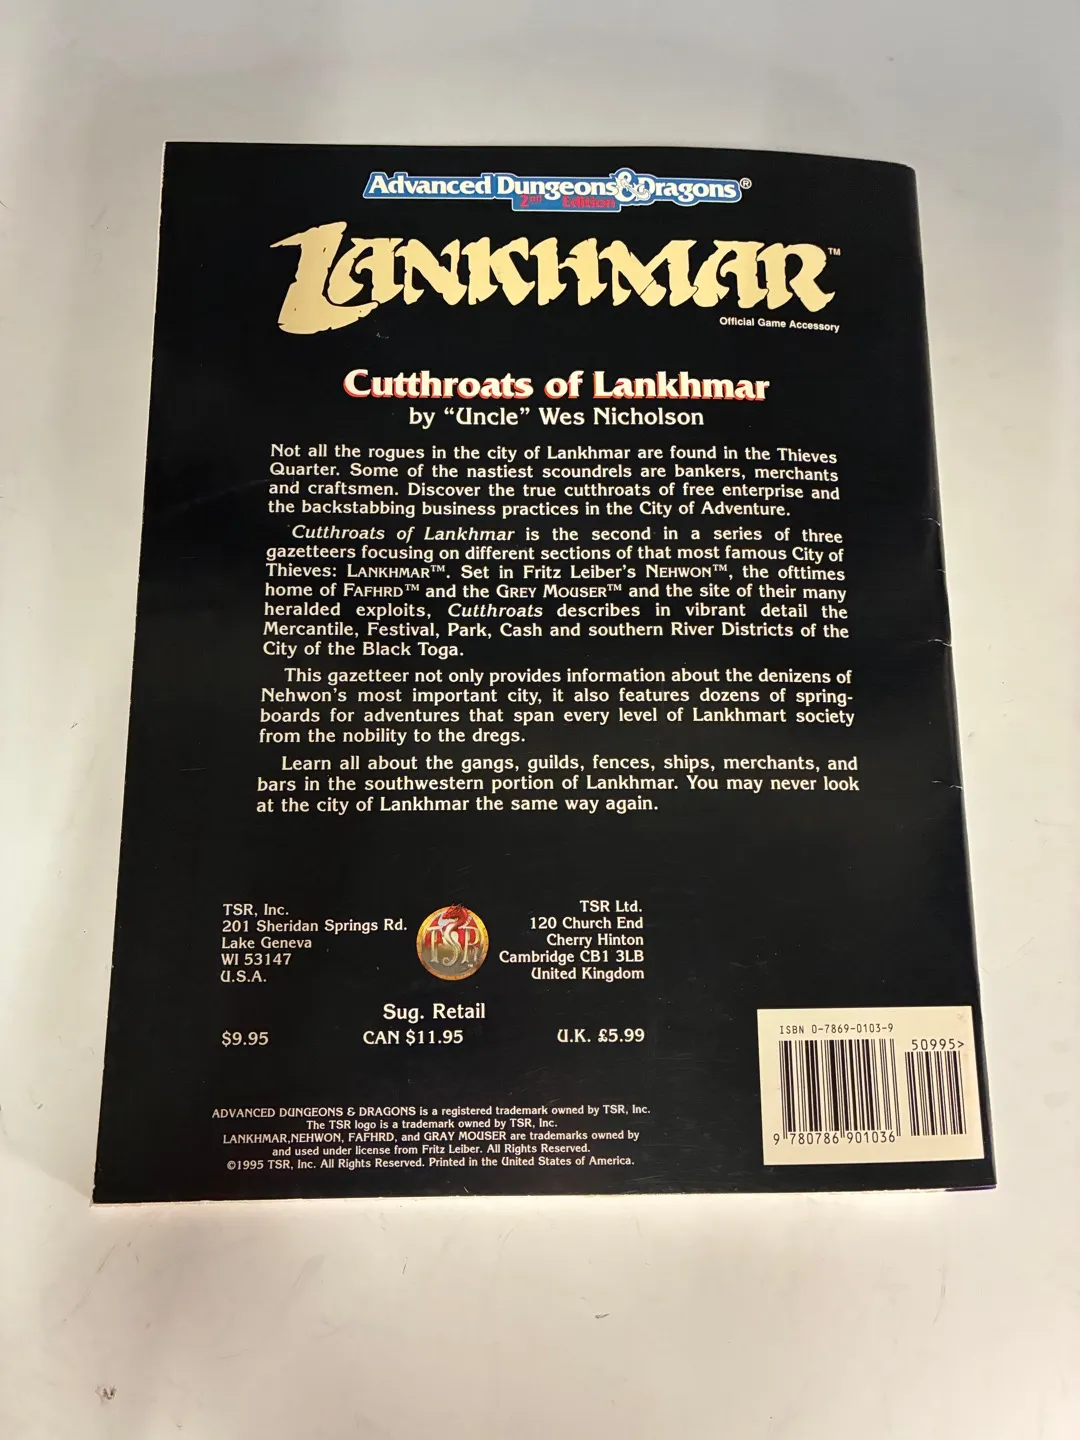 Advanced Dungeons & Dragons®
2nd Edition
LANKHMAR™
Official Game Accessory
Cutthroats of Lankhmar
by “Uncle” Wes Nicholson
Not all the rogues in the city of Lankhmar are found in the Thieves
Quarter. Some of the nastiest scoundrels are bankers, merchants
and craftsmen. Discover the true cutthroats of free enterprise and
the backstabbing business practices in the City of Adventure.
Cutthroats of Lankhmar is the second in a series of three
gazetteers focusing on different sections of that most famous City of
Thieves: LANKHMAR™. Set in Fritz Leiber's NEHWON™, the ofttimes
home of FAFHRD™ and the GREY MOUSER™ and the site of their many
heralded exploits, Cutthroats describes in vibrant detail the
Mercantile, Festival, Park, Cash and southern River Districts of the
City of the Black Toga.
This gazetteer not only provides information about the denizens of
Nehwon's most important city, it also features dozens of spring-
boards for adventures that span every level of Lankhmart society
from the nobility to the dregs.
Learn all about the gangs, guilds, fences, ships, merchants, and
bars in the southwestern portion of Lankhmar. You may never look
at the city of Lankhmar the same way again.
TSR, Inc.
201 Sheridan Springs Rd.
Lake Geneva
WI 53147
U.S.A.
TSR
TSR Ltd.
120 Church End
Cherry Hinton
Cambridge CB1 3LB
United Kingdom
Sug. Retail
$9.95 CAN $11.95 U.K. £5.99
ADVANCED DUNGEONS & DRAGONS is a registered trademark owned by TSR, Inc.
The TSR logo is a trademark owned by TSR, Inc.
LANKHMAR,NEHWON, FAFHRD, and GRAY MOUSER are trademarks owned by
and used under license from Fritz Leiber. All Rights Reserved.
©1995 TSR, Inc. All Rights Reserved. Printed in the United States of America.
ISBN 0-7869-0103-9
50995>
9 780786 901036